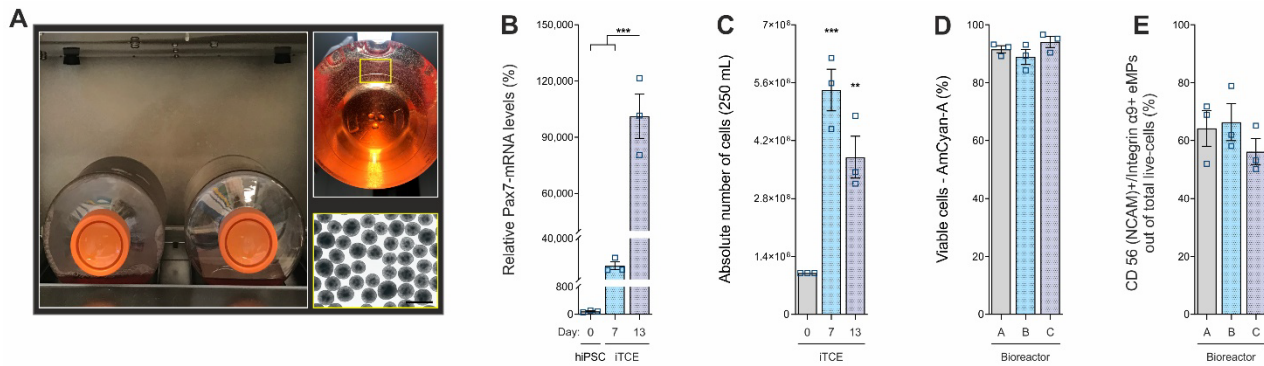 A
B
Relative Pax7-mRNA levels (%)
150,000
120,000
90,000
60,000
40,000
800
0
***
Day: 0 7 13
hiPSC iTCE
C
Absolute number of cells (250 mL)
7×10⁸
5.6×10⁸
4.2×10⁸
2.8×10⁸
1.4×10⁸
0
***
**
0 7 13
iTCE
D
Viable cells - AmCyan-A (%)
100
80
60
40
20
0
A B C
Bioreactor
E
CD 56 (NCAM)+/Integrin α9+ eMPs
out of total live-cells (%)
100
80
60
40
20
0
A B C
Bioreactor